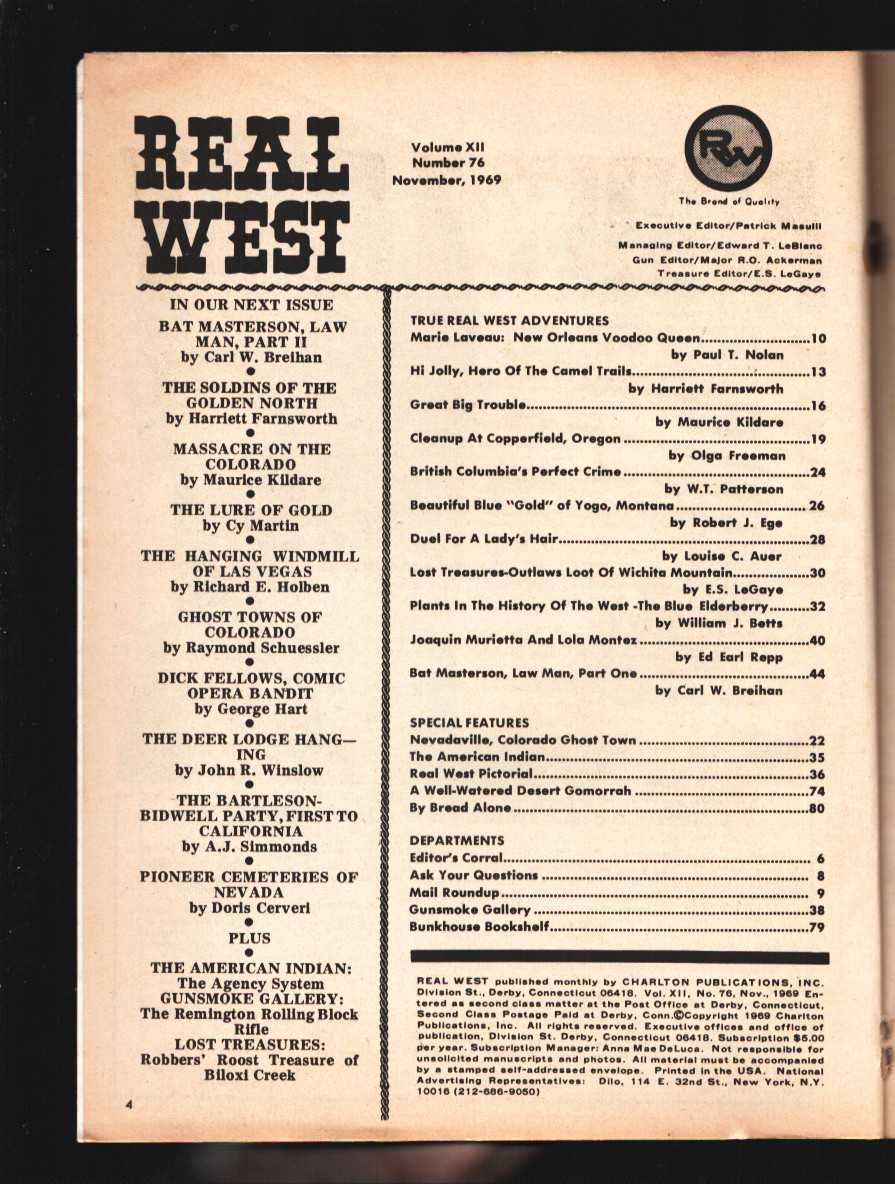 REAL
WEST
Volume XII
Number 76
November, 1969
RW
The Brand of Quality
Executive Editor/Patrick Masulli
Managing Editor/Edward T. LeBlanc
Gun Editor/Major R.O. Ackerman
Treasure Editor/E.S. LeGaye
IN OUR NEXT ISSUE
BAT MASTERSON, LAW
MAN, PART II
by Carl W. Breihan
●
THE SOLDINS OF THE
GOLDEN NORTH
by Harriett Farnsworth
●
MASSACRE ON THE
COLORADO
by Maurice Kildare
●
THE LURE OF GOLD
by Cy Martin
●
THE HANGING WINDMILL
OF LAS VEGAS
by Richard E. Holben
●
GHOST TOWNS OF
COLORADO
by Raymond Schuessler
●
DICK FELLOWS, COMIC
OPERA BANDIT
by George Hart
●
THE DEER LODGE HANG—
ING
by John R. Winslow
●
THE BARTLESON-
BIDWELL PARTY, FIRST TO
CALIFORNIA
by A.J. Simmonds
●
PIONEER CEMETERIES OF
NEVADA
by Doris Cerveri
●
PLUS
●
THE AMERICAN INDIAN:
The Agency System
GUNSMOKE GALLERY:
The Remington Rolling Block
Rifle
LOST TREASURES:
Robbers' Roost Treasure of
Biloxi Creek
4
TRUE REAL WEST ADVENTURES
Marie Laveau: New Orleans Voodoo Queen......................10
by Paul T. Nolan
Hi Jolly, Hero Of The Camel Trails....................................13
by Harriett Farnsworth
Great Big Trouble.........................................................16
by Maurice Kildare
Cleanup At Copperfield, Oregon ......................................19
by Olga Freeman
British Columbia's Perfect Crime......................................24
by W.T. Patterson
Beautiful Blue "Gold" of Yogo, Montana........................... 26
by Robert J. Ege
Duel For A Lady's Hair...................................................28
by Louise C. Auer
Lost Treasures-Outlaws Loot Of Wichita Mountain................30
by E.S. LeGaye
Plants In The History Of The West -The Blue Elderberry..........32
by William J. Betts
Joaquin Murietta And Lola Montez ...................................40
by Ed Earl Repp
Bat Masterson, Law Man, Part One ...................................44
by Carl W. Breihan
SPECIAL FEATURES
Nevadaville, Colorado Ghost Town ...................................22
The American Indian......................................................35
Real West Pictorial........................................................36
A Well-Watered Desert Gomorrah ...................................74
By Bread Alone............................................................80
DEPARTMENTS
Editor's Corral.............................................................. 6
Ask Your Questions ...................................................... 8
Mail Roundup.............................................................. 9
Gunsmoke Gallery ........................................................38
Bunkhouse Bookshelf.....................................................79
REAL WEST published monthly by CHARLTON PUBLICATIONS, INC.
Division St., Derby, Connecticut 06418. Vol. XII, No. 76, Nov., 1969 En-
tered as second class matter at the Post Office at Derby, Connecticut,
Second Class Postage Paid at Derby, Conn.©Copyright 1969 Charlton
Publications, Inc. All rights reserved. Executive offices and office of
publication, Division St. Derby, Connecticut 06418. Subscription $5.00
per year. Subscription Manager: Anna Mae DeLuca. Not responsible for
unsolicited manuscripts and photos. All material must be accompanied
by a stamped self-addressed envelope. Printed in the USA. National
Advertising Representatives: Dilo, 114 E. 32nd St., New York, N.Y.
10016 (212-686-9050)